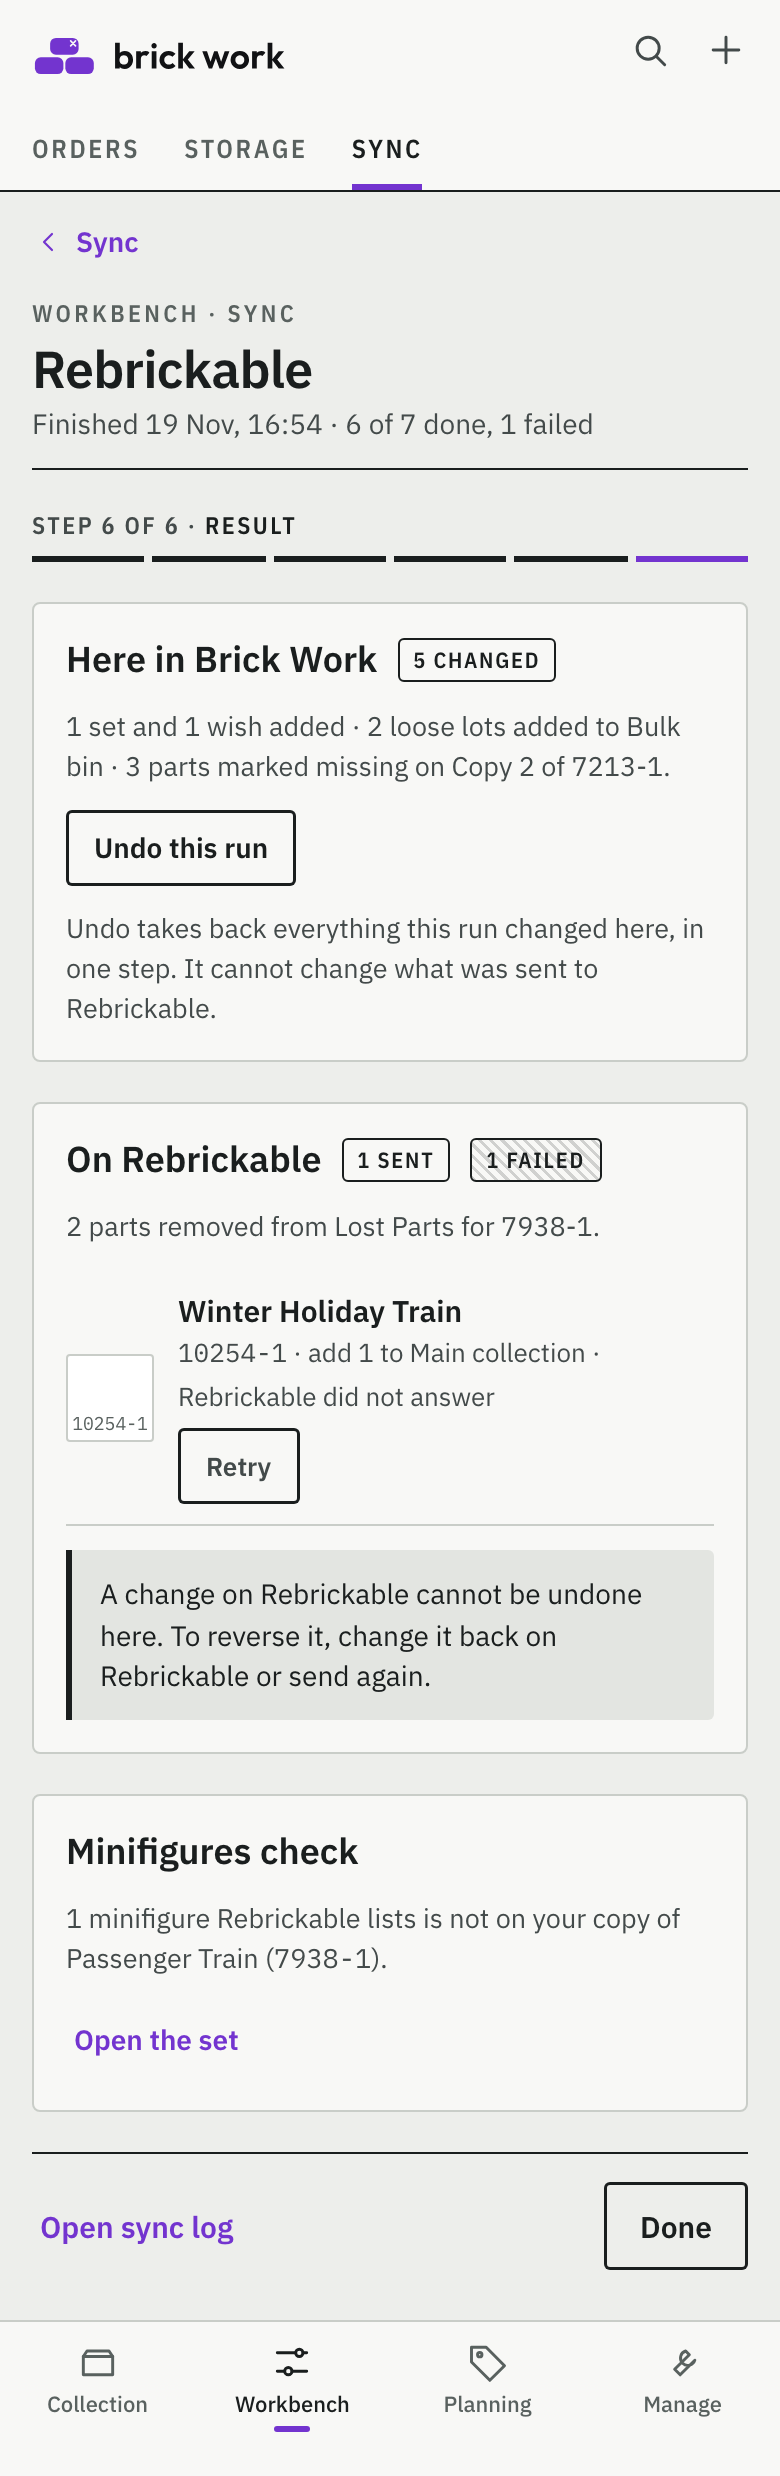 brick work
ORDERS STORAGE SYNC
Sync
WORKBENCH · SYNC
Rebrickable
Finished 19 Nov, 16:54 · 6 of 7 done, 1 failed
STEP 6 OF 6 · RESULT
Here in Brick Work 5 CHANGED
1 set and 1 wish added · 2 loose lots added to Bulk
bin · 3 parts marked missing on Copy 2 of 7213-1.
Undo this run
Undo takes back everything this run changed here, in
one step. It cannot change what was sent to
Rebrickable.
On Rebrickable 1 SENT 1 FAILED
2 parts removed from Lost Parts for 7938-1.
Winter Holiday Train
10254-1 · add 1 to Main collection ·
Rebrickable did not answer
10254-1
Retry
A change on Rebrickable cannot be undone
here. To reverse it, change it back on
Rebrickable or send again.
Minifigures check
1 minifigure Rebrickable lists is not on your copy of
Passenger Train (7938-1).
Open the set
Open sync log Done
Collection Workbench Planning Manage